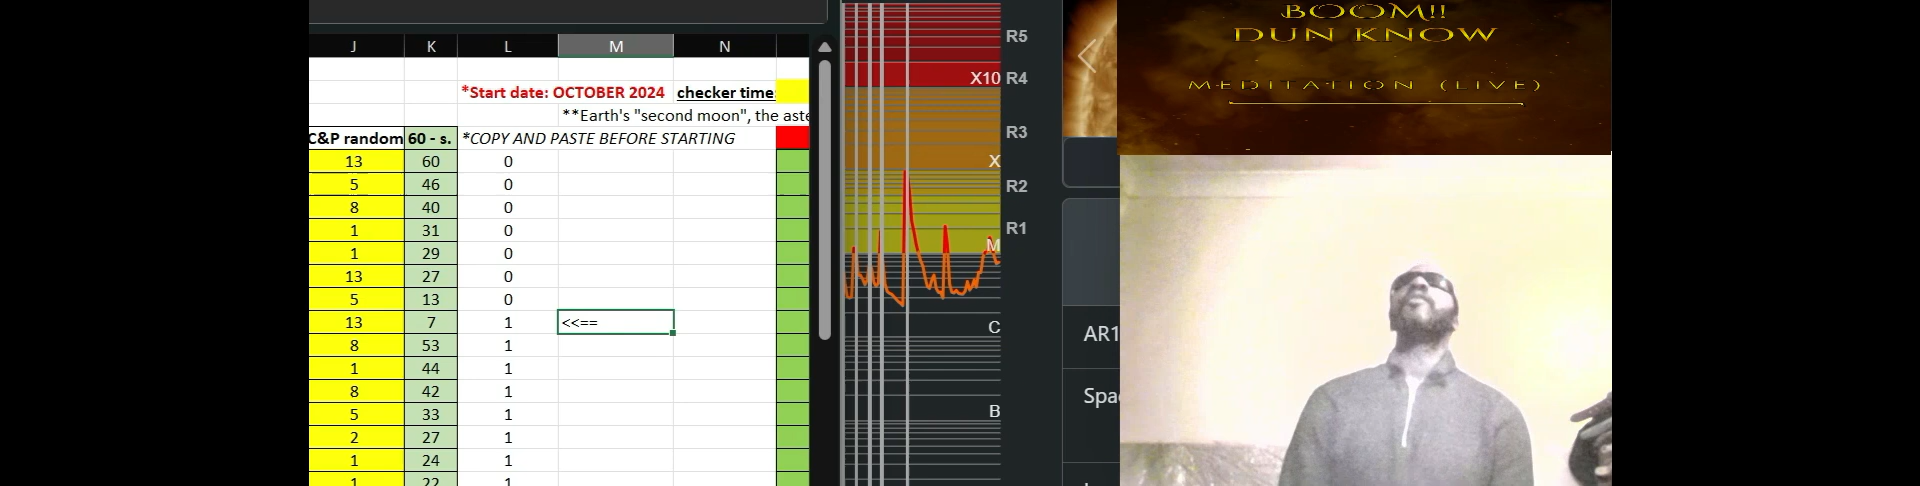 J K L M N
*Start date: OCTOBER 2024 checker time:
**Earth's "second moon", the aste
C&P random 60 - s. *COPY AND PASTE BEFORE STARTING
13 60 0
5 46 0
8 40 0
1 31 0
1 29 0
13 27 0
5 13 0
13 7 1 <<==
8 53 1
1 44 1
8 42 1
5 33 1
2 27 1
1 24 1
1 22 1
R5
X10 R4
R3
X
R2
R1
M
C
B
AR1
Spa
BOOM!!
DUN KNOW
MEDITATION (LIVE)